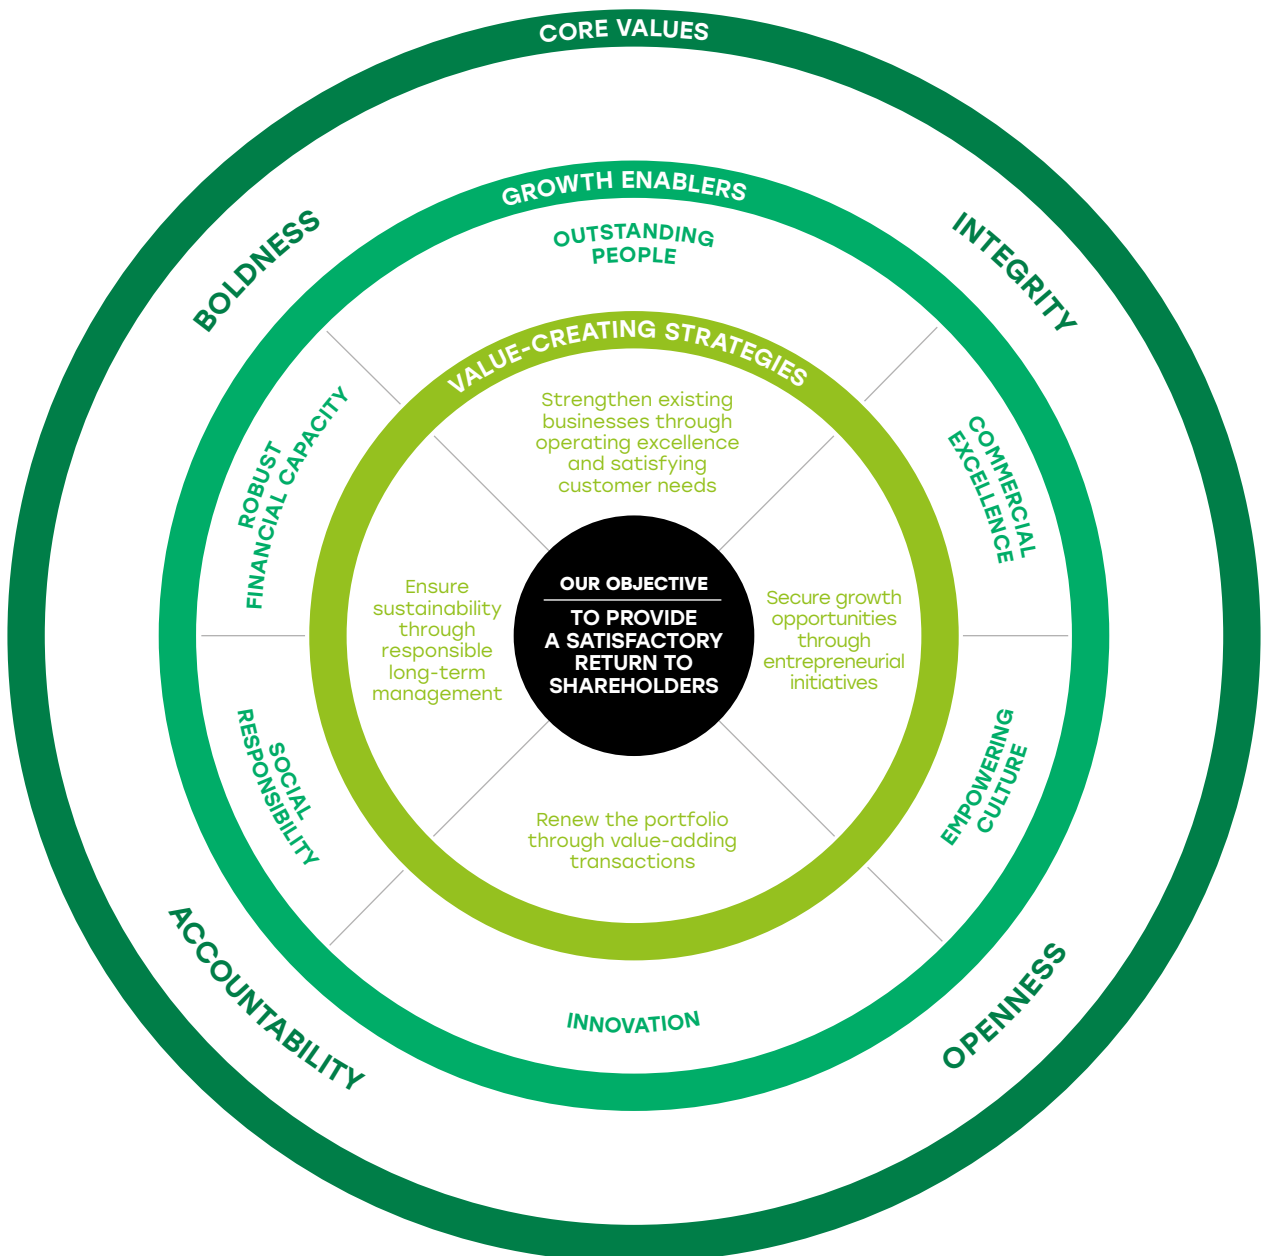 CORE VALUES
BOLDNESS
INTEGRITY
OPENNESS
ACCOUNTABILITY
GROWTH ENABLERS
OUTSTANDING
PEOPLE
COMMERCIAL
EXCELLENCE
EMPOWERING
CULTURE
INNOVATION
SOCIAL
RESPONSIBILITY
ROBUST
FINANCIAL CAPACITY
VALUE-CREATING STRATEGIES
Strengthen existing
businesses through
operating excellence
and satisfying
customer needs
Secure growth
opportunities
through
entrepreneurial
initiatives
Renew the portfolio
through value-adding
transactions
Ensure
sustainability
through
responsible
long-term
management
OUR OBJECTIVE
TO PROVIDE
A SATISFACTORY
RETURN TO
SHAREHOLDERS